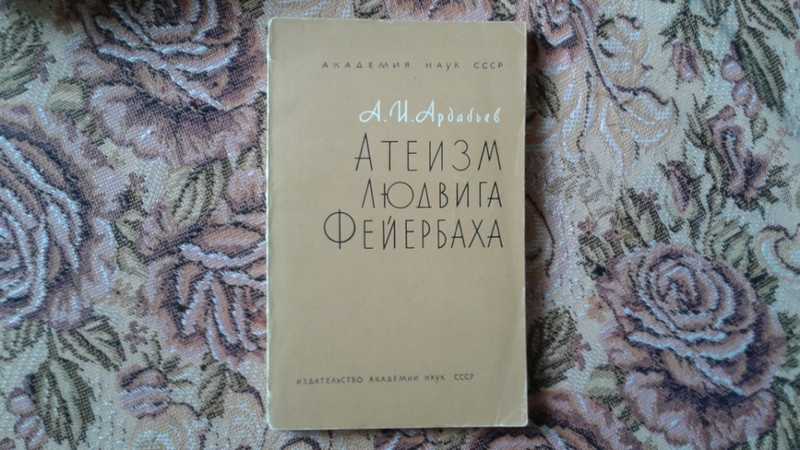 АКАДЕМИЯ НАУК СССР
А. И. Ардабьев
АТЕИЗМ
ЛЮДВИГА
ФЕЙЕРБАХА
ИЗДАТЕЛЬСТВО АКАДЕМИИ НАУК СССР